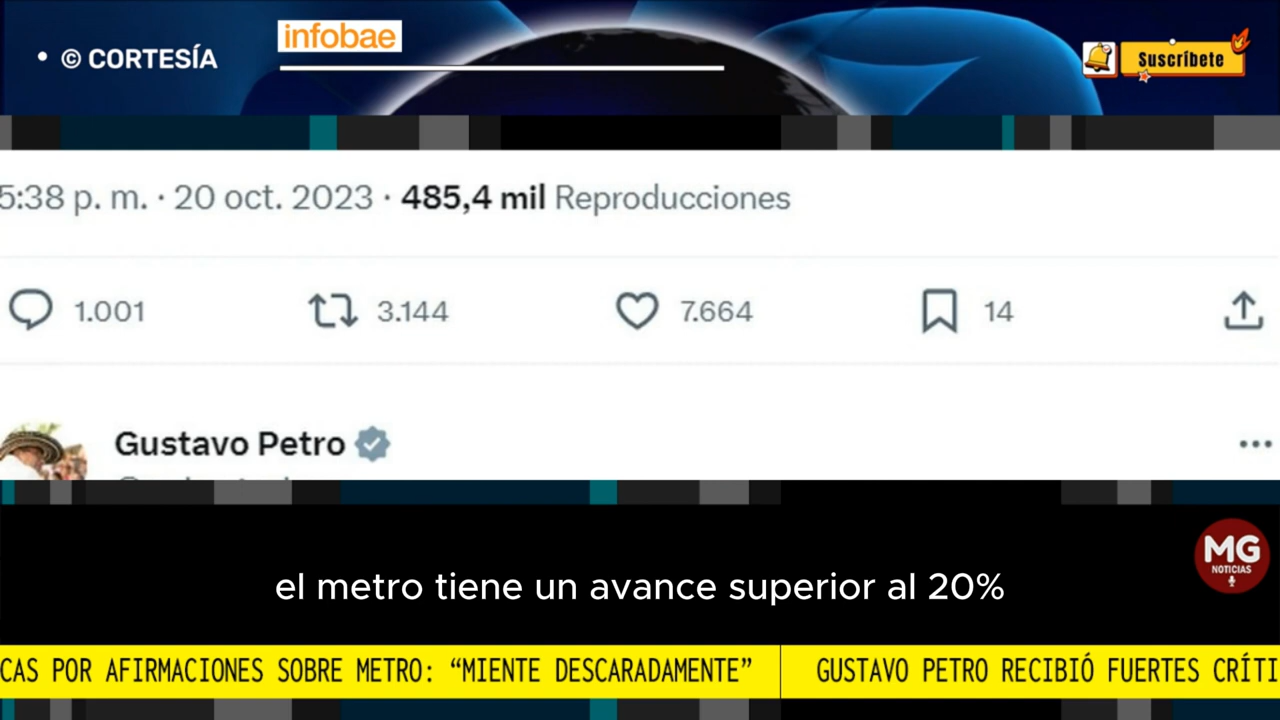 • © CORTESÍA
infobae
Suscríbete
5:38 p. m. · 20 oct. 2023 · 485,4 mil Reproducciones
1.001 3.144 7.664 14
Gustavo Petro
MG
NOTICIAS
el metro tiene un avance superior al 20%
CAS POR AFIRMACIONES SOBRE METRO: “MIENTE DESCARADAMENTE” GUSTAVO PETRO RECIBIÓ FUERTES CRÍTI